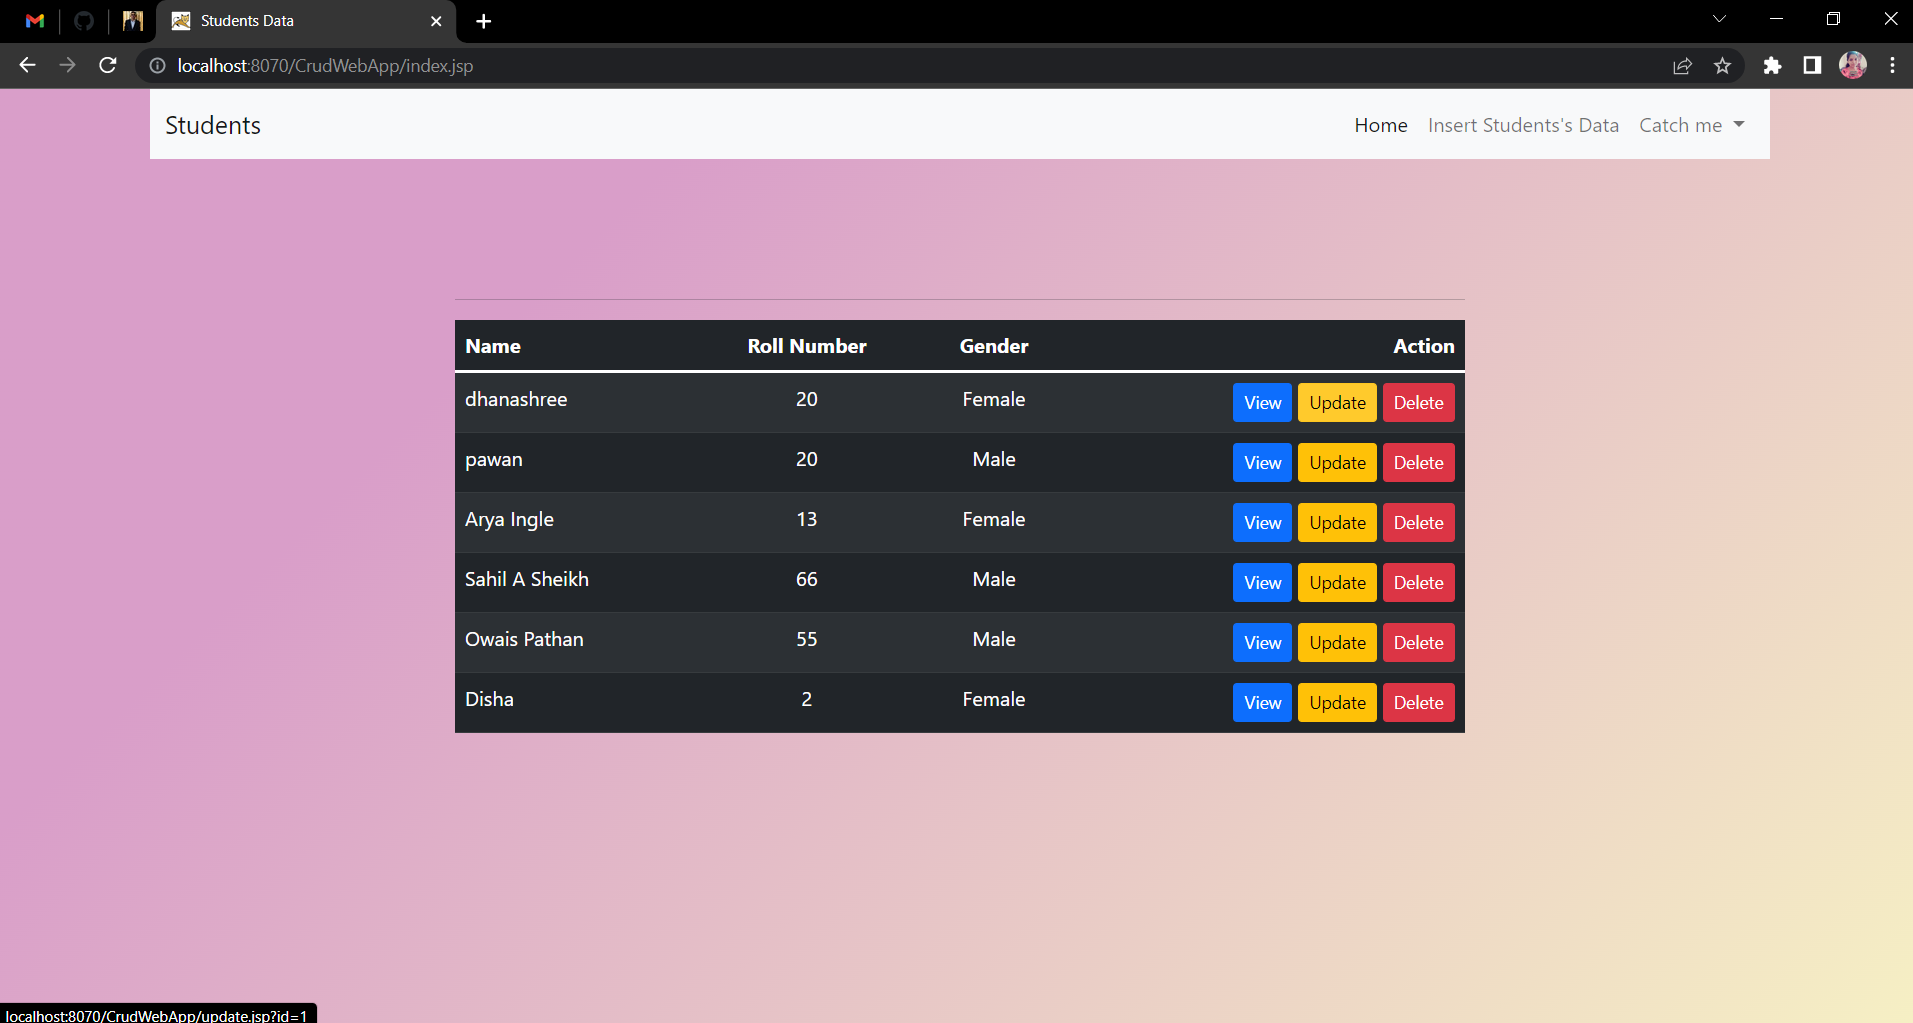 Students Data
localhost:8070/CrudWebApp/index.jsp
Students Home Insert Students's Data Catch me
Name Roll Number Gender Action
dhanashree 20 Female View Update Delete
pawan 20 Male View Update Delete
Arya Ingle 13 Female View Update Delete
Sahil A Sheikh 66 Male View Update Delete
Owais Pathan 55 Male View Update Delete
Disha 2 Female View Update Delete
localhost:8070/CrudWebApp/update.jsp?id=1